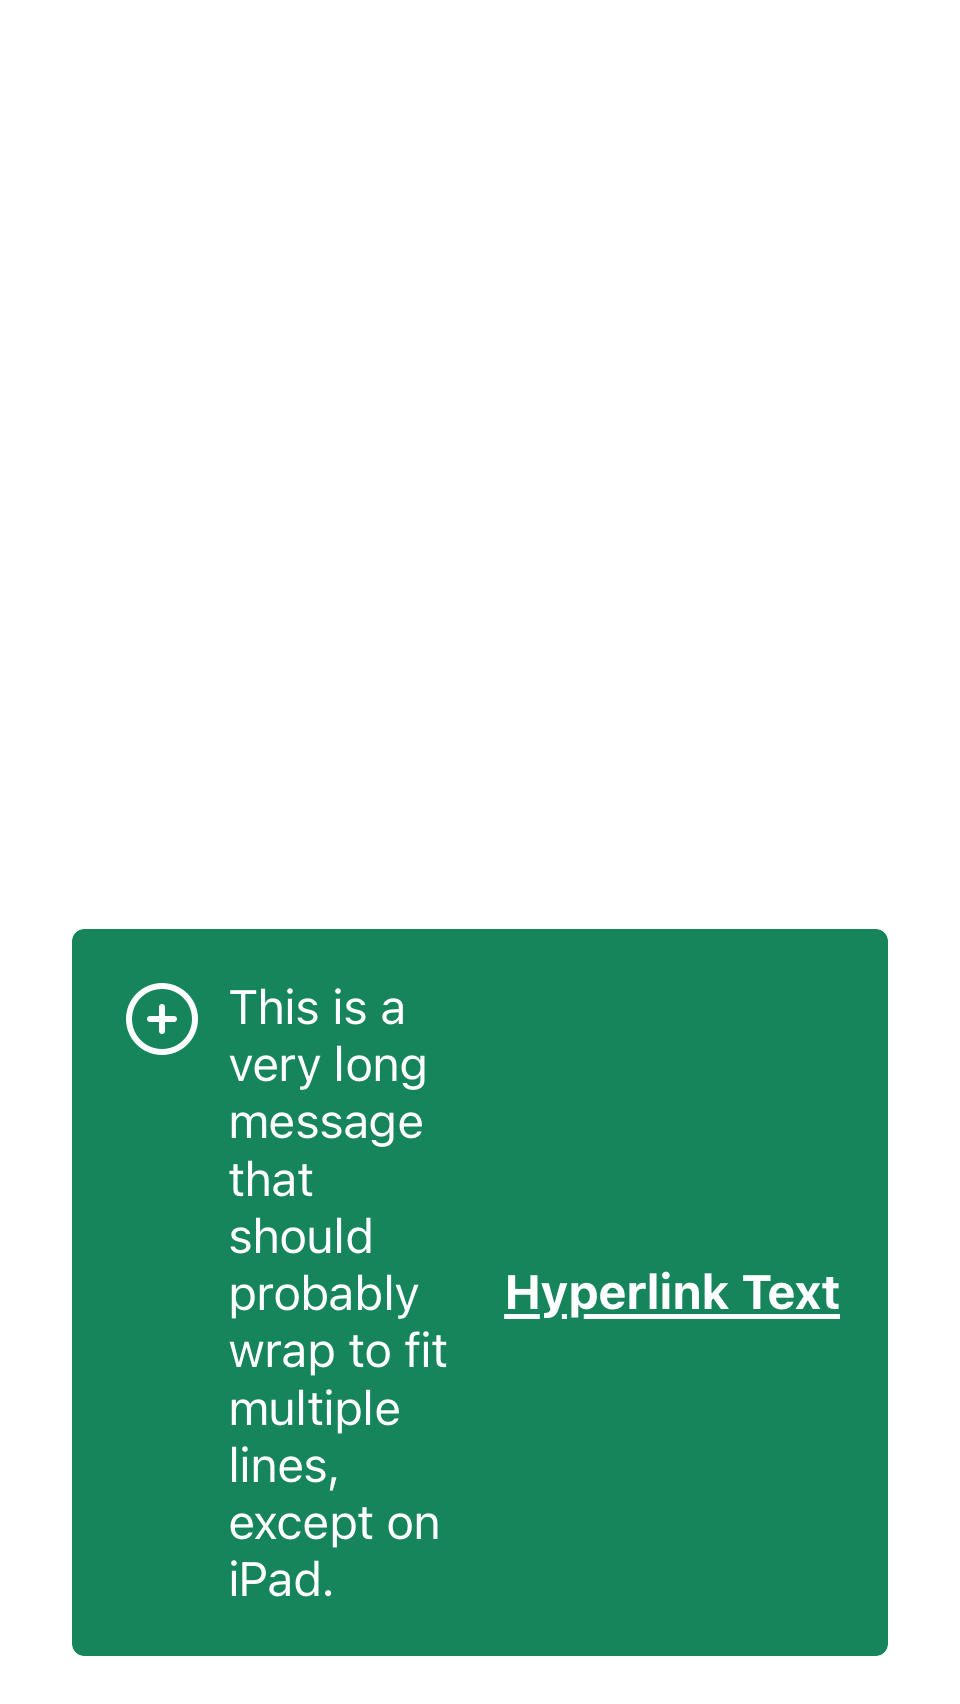 This is a
very long
message
that
should
probably
wrap to fit
multiple
lines,
except on
iPad.
Hyperlink Text